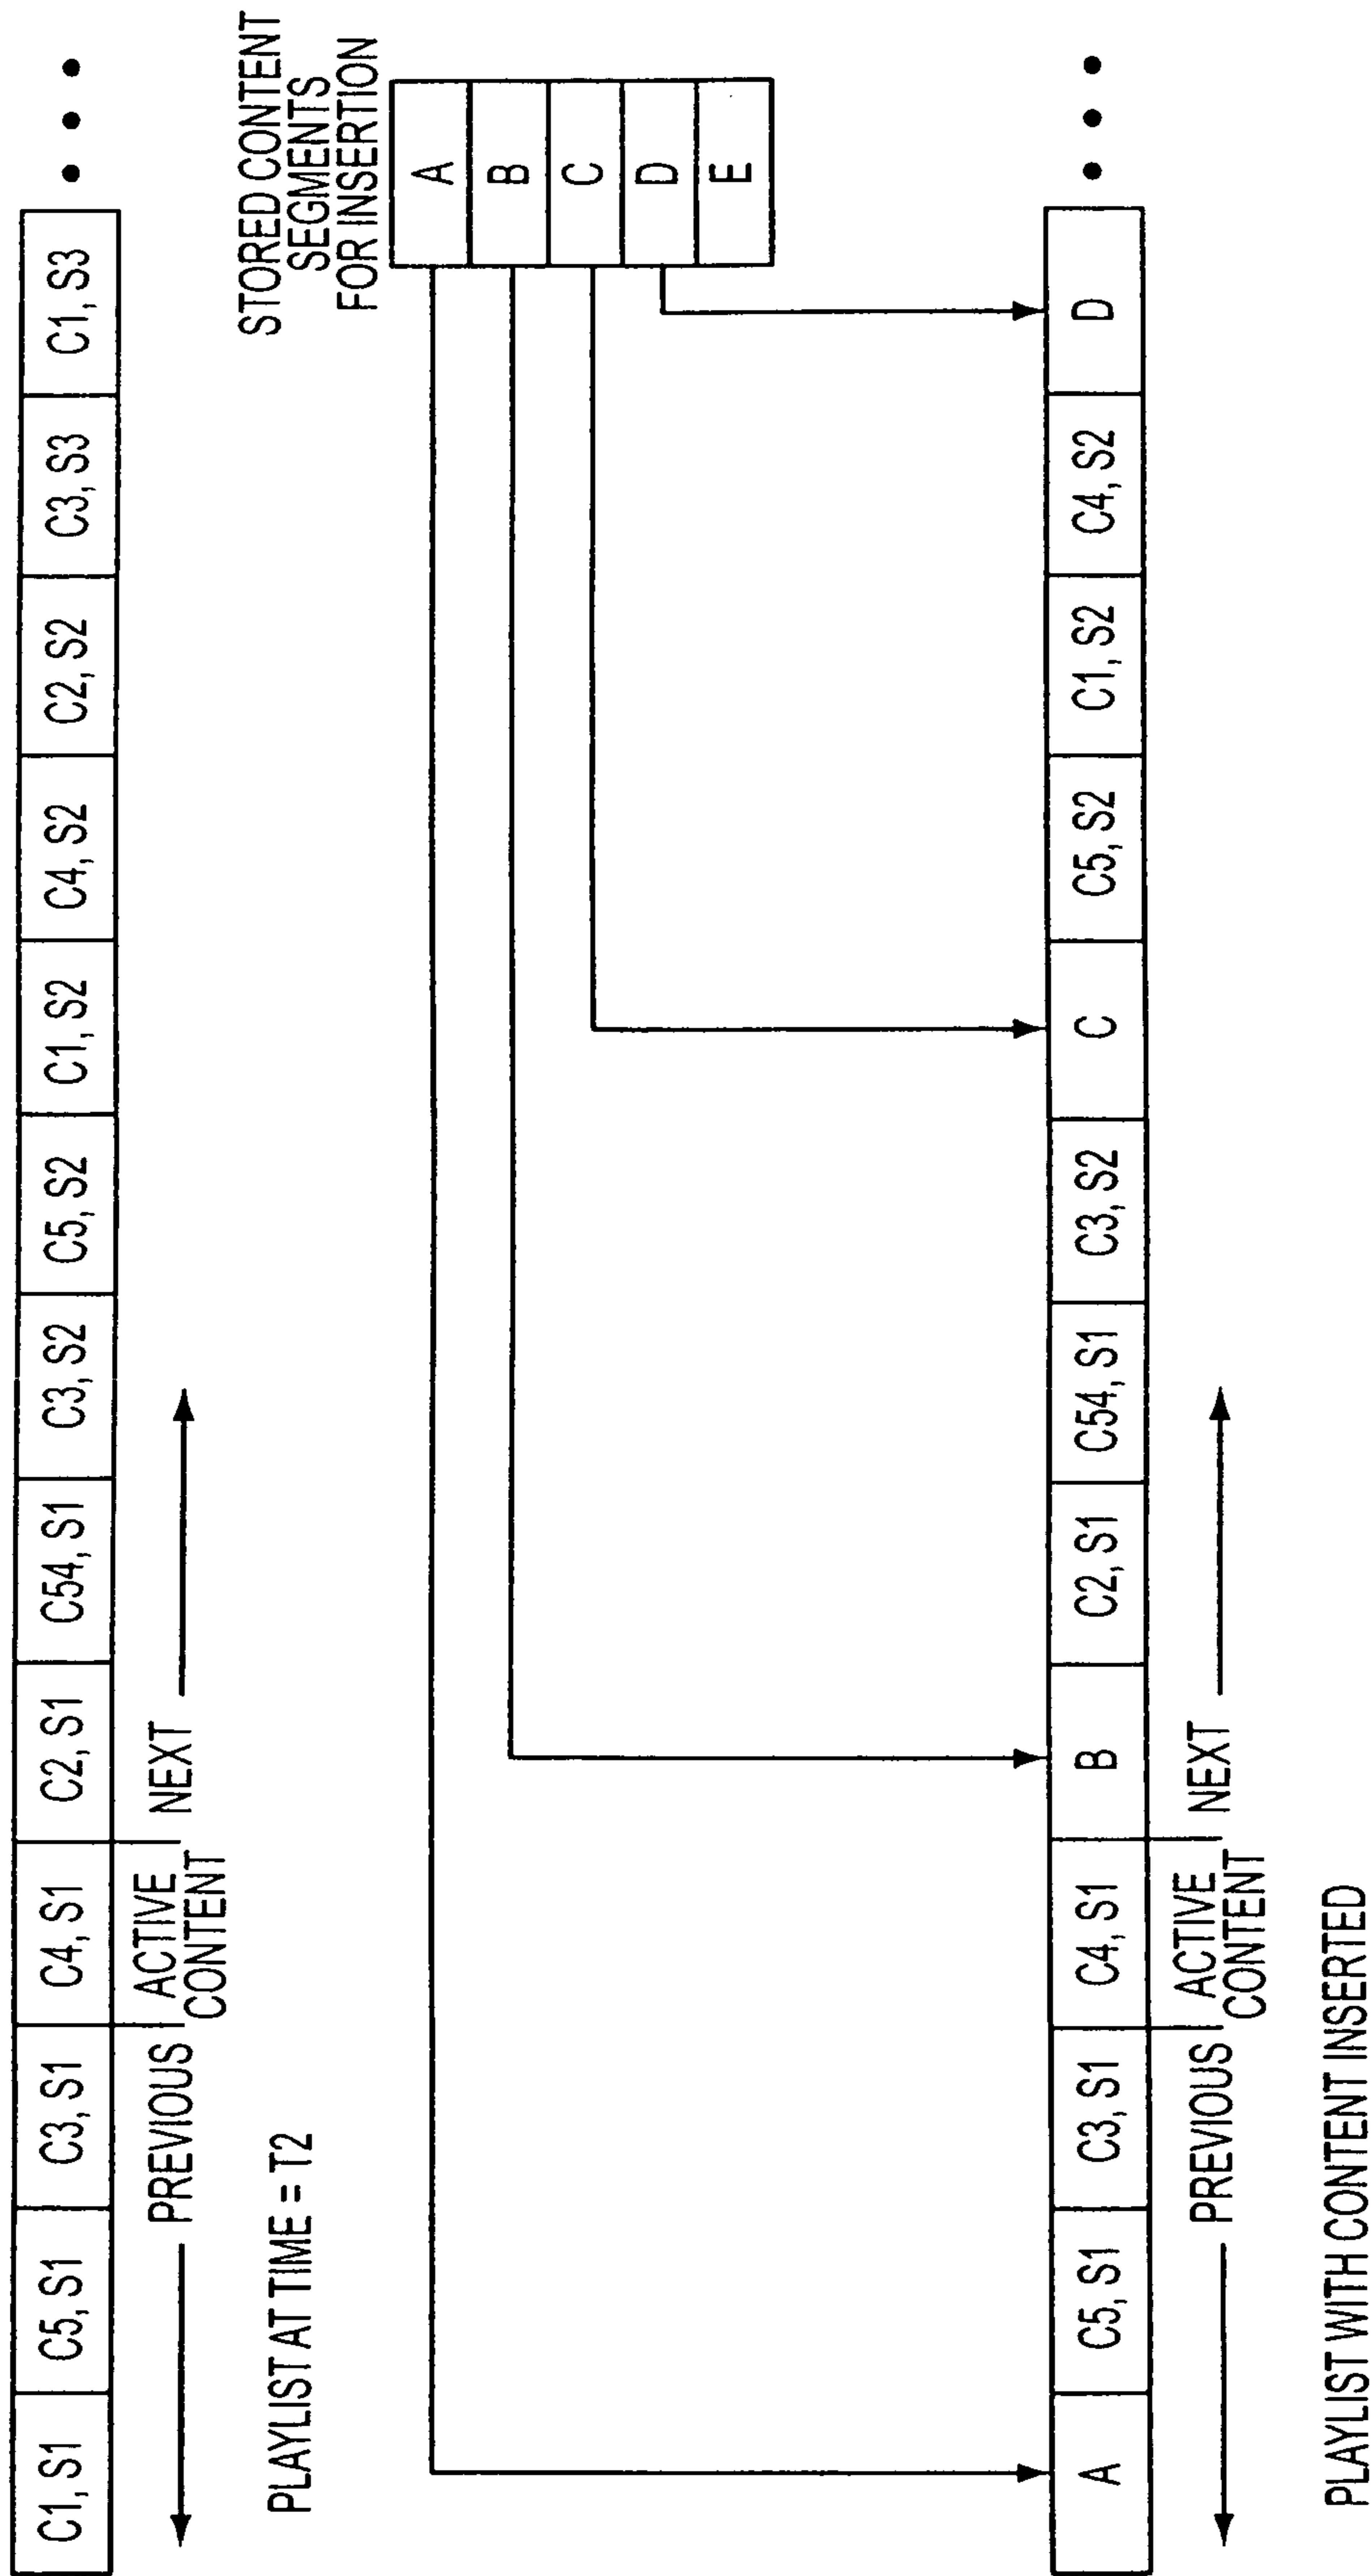 C1, S1
C5, S1
C3, S1
C4, S1
C2, S1
C54, S1
C3, S2
C5, S2
C1, S2
C4, S2
C2, S2
C3, S3
C1, S3
PREVIOUS
ACTIVE
CONTENT
NEXT
PLAYLIST AT TIME = T2
STORED CONTENT
SEGMENTS
FOR INSERTION
A
B
C
D
E
A
C5, S1
C3, S1
C4, S1
B
C2, S1
C54, S1
C3, S2
C
C5, S2
C1, S2
C4, S2
D
PREVIOUS
ACTIVE
CONTENT
NEXT
PLAYLIST WITH CONTENT INSERTED